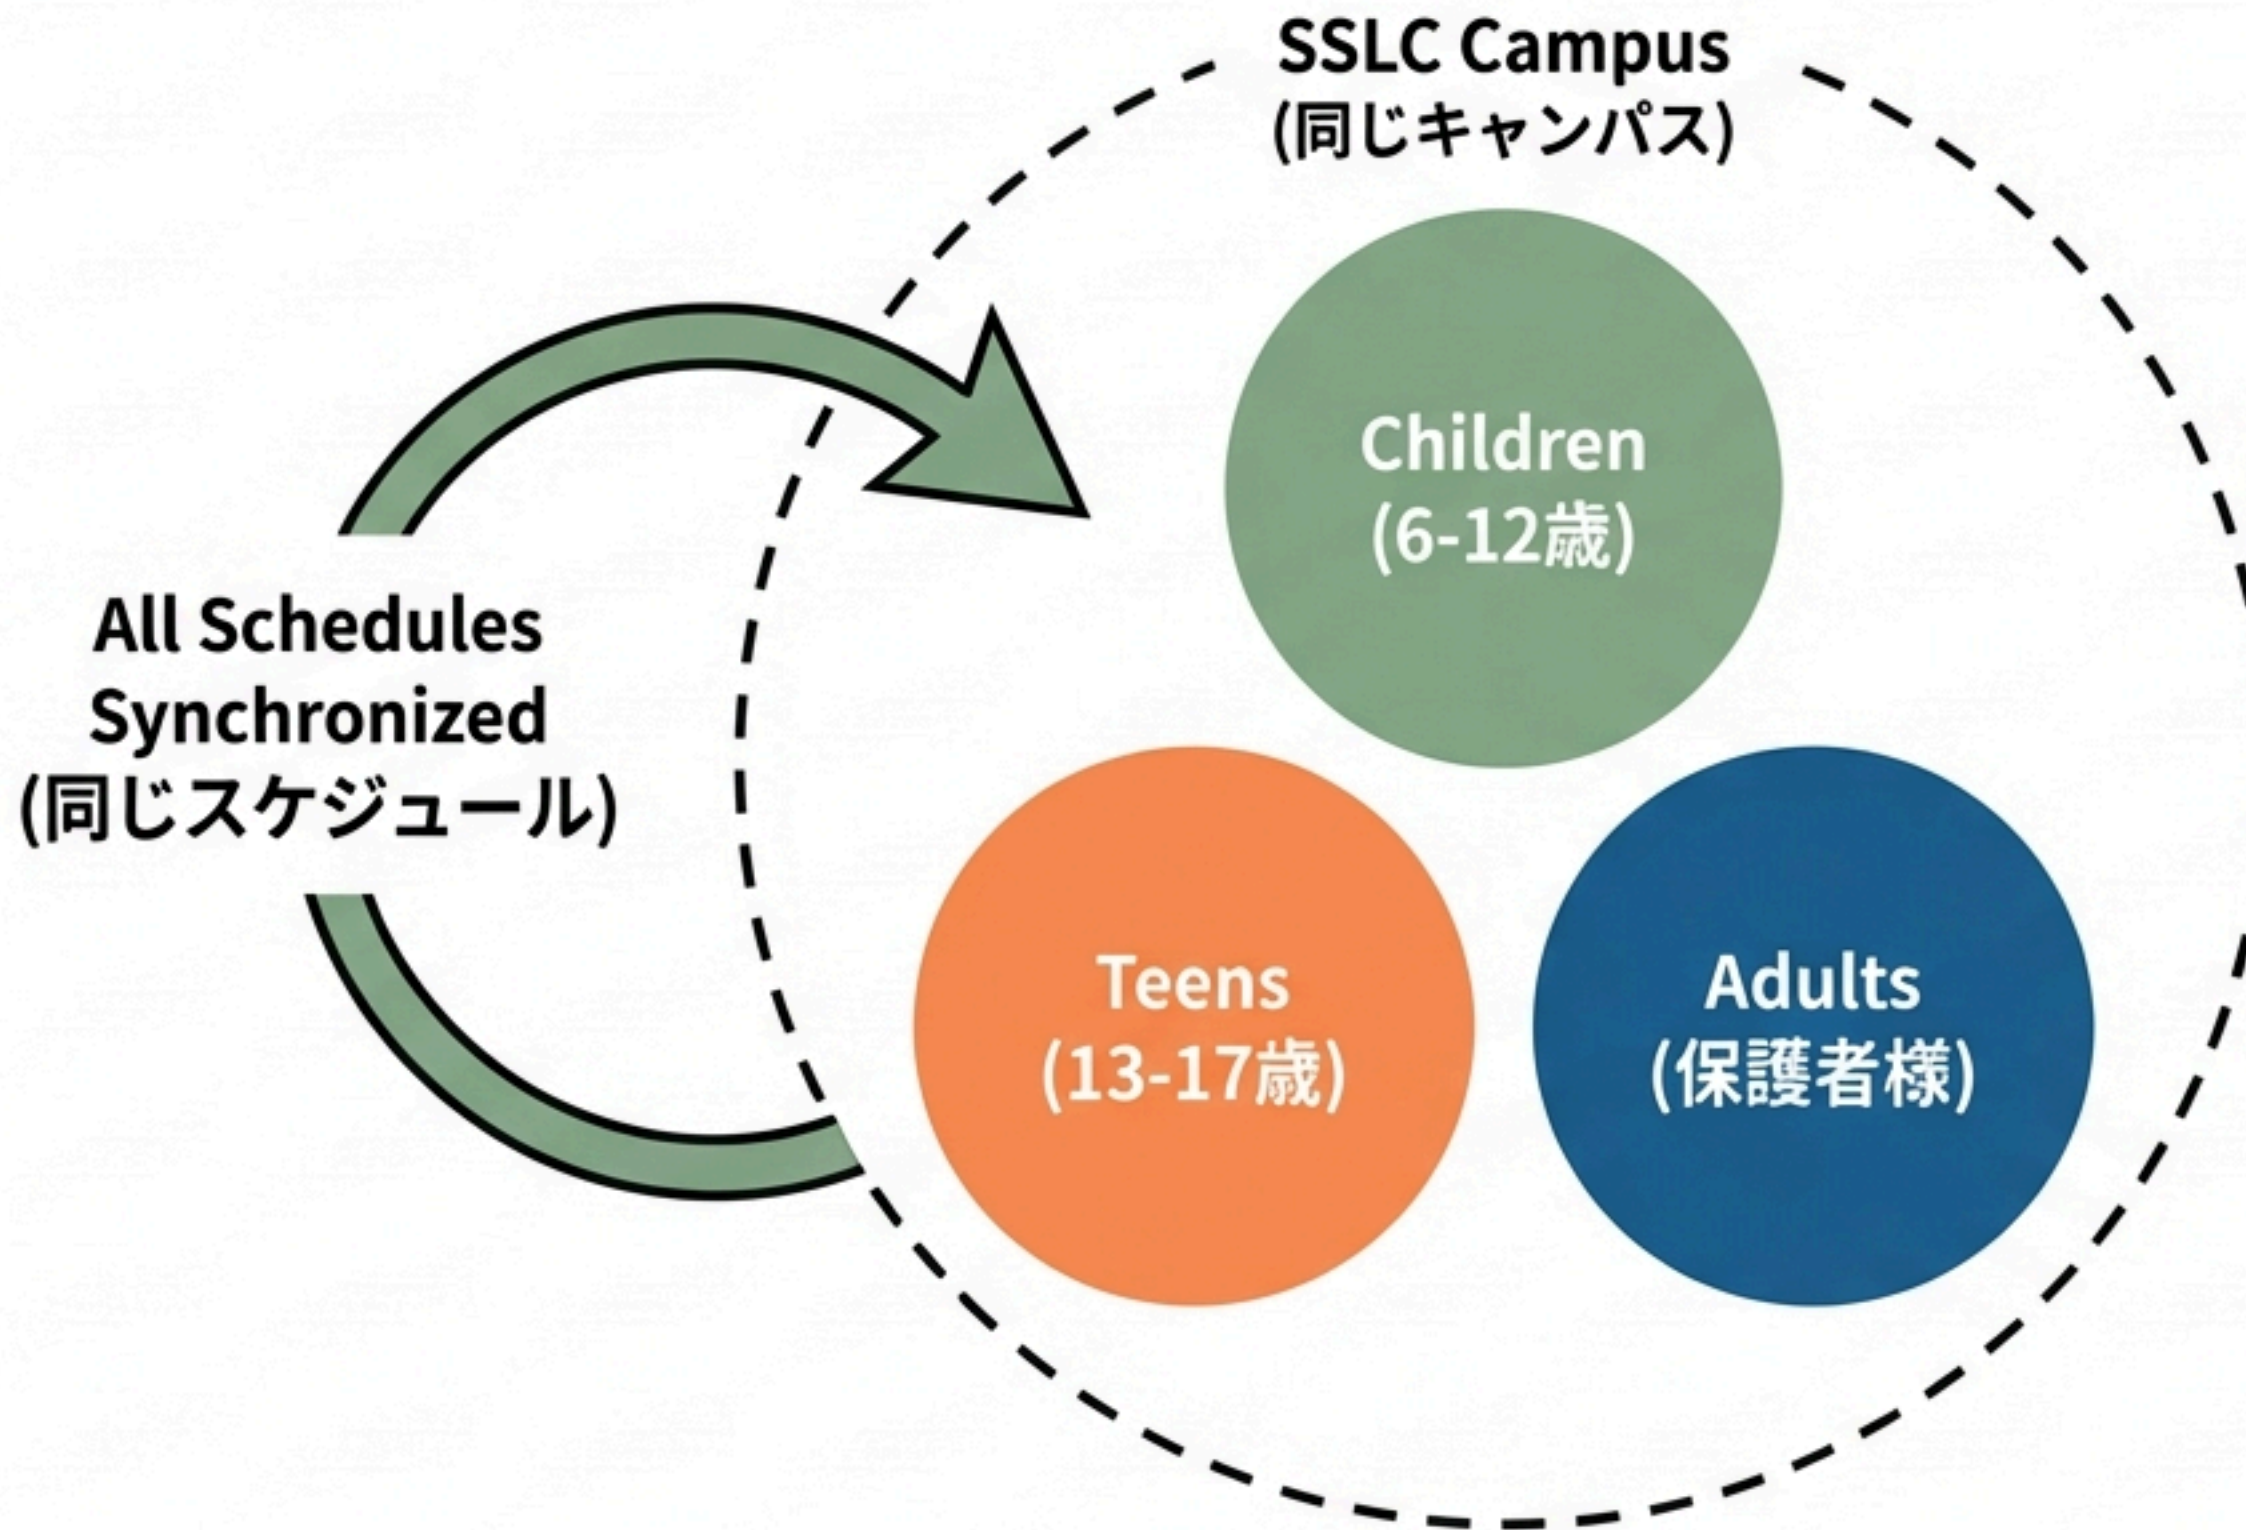 SSLC Campus
(同じキャンパス)
Children
(6-12歳)
All Schedules
Synchronized
(同じスケジュール)
Teens
(13-17歳)
Adults
(保護者様)